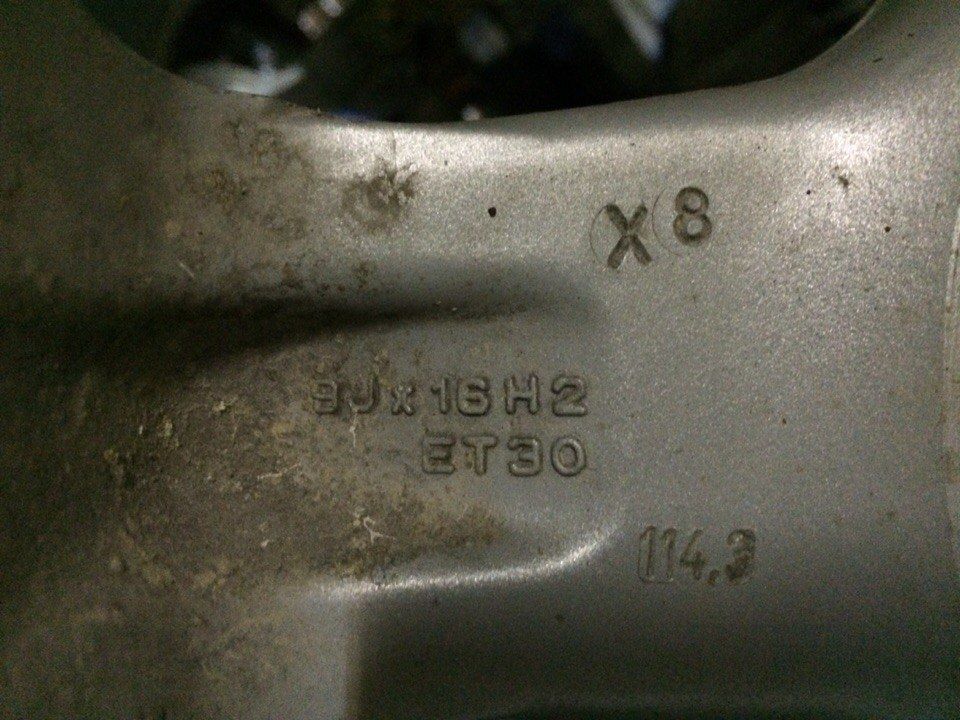 X8
9Jx16H2
ET30
114,3